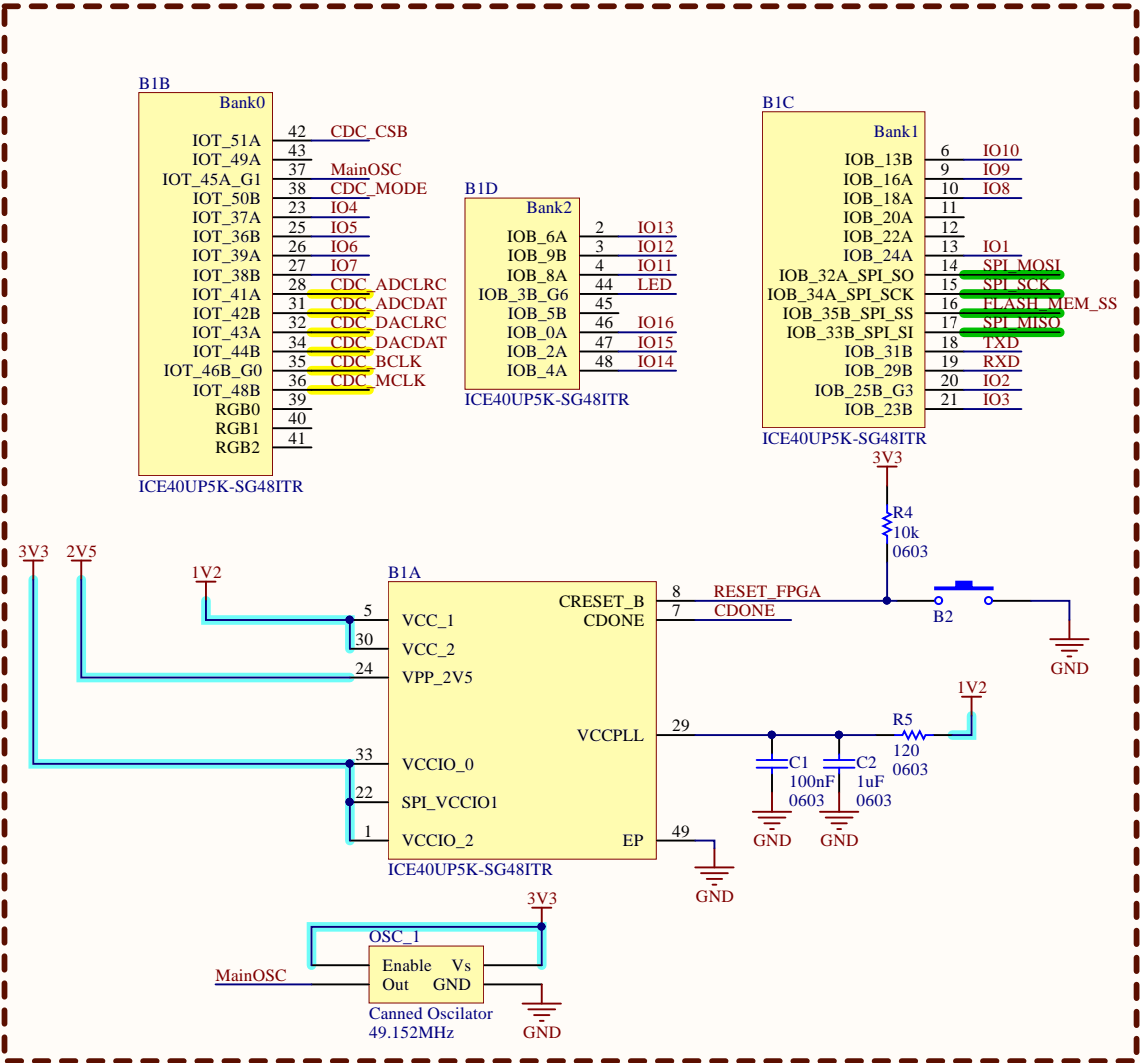 B1B
Bank0
IOT_51A 42 CDC_CSB
IOT_49A 43
IOT_45A_G1 37 MainOSC
IOT_50B 38 CDC_MODE
IOT_37A 23 IO4
IOT_36B 25 IO5
IOT_39A 26 IO6
IOT_38B 27 IO7
IOT_41A 28 CDC_ADCLRC
IOT_42B 31 CDC_ADCDAT
IOT_43A 32 CDC_DACLRC
IOT_44B 34 CDC_DACDAT
IOT_46B_G0 35 CDC_BCLK
IOT_48B 36 CDC_MCLK
RGB0 39
RGB1 40
RGB2 41
ICE40UP5K-SG48ITR
B1D
Bank2
IOB_6A 2 IO13
IOB_9B 3 IO12
IOB_8A 4 IO11
IOB_3B_G6 44 LED
IOB_5B 45
IOB_0A 46 IO16
IOB_2A 47 IO15
IOB_4A 48 IO14
ICE40UP5K-SG48ITR
B1C
Bank1
IOB_13B 6 IO10
IOB_16A 9 IO9
IOB_18A 10 IO8
IOB_20A 11
IOB_22A 12
IOB_24A 13 IO1
IOB_32A_SPI_SO 14 SPI_MOSI
IOB_34A_SPI_SCK 15 SPI_SCK
IOB_35B_SPI_SS 16 FLASH_MEM_SS
IOB_33B_SPI_SI 17 SPI_MISO
IOB_31B 18 TXD
IOB_29B 19 RXD
IOB_25B_G3 20 IO2
IOB_23B 21 IO3
ICE40UP5K-SG48ITR
3V3
R4
10k
0603
3V3 2V5
1V2
B1A
5 VCC_1
30 VCC_2
24 VPP_2V5
33 VCCIO_0
22 SPI_VCCIO1
1 VCCIO_2
CRESET_B 8 RESET_FPGA
CDONE 7 CDONE
VCCPLL 29
EP 49
ICE40UP5K-SG48ITR
B2
GND
1V2
R5
120
0603
C1
100nF
0603
C2
1uF
0603
GND
GND
GND
3V3
OSC_1
Enable Vs
MainOSC
Out GND
Canned Oscilator
49.152MHz
GND